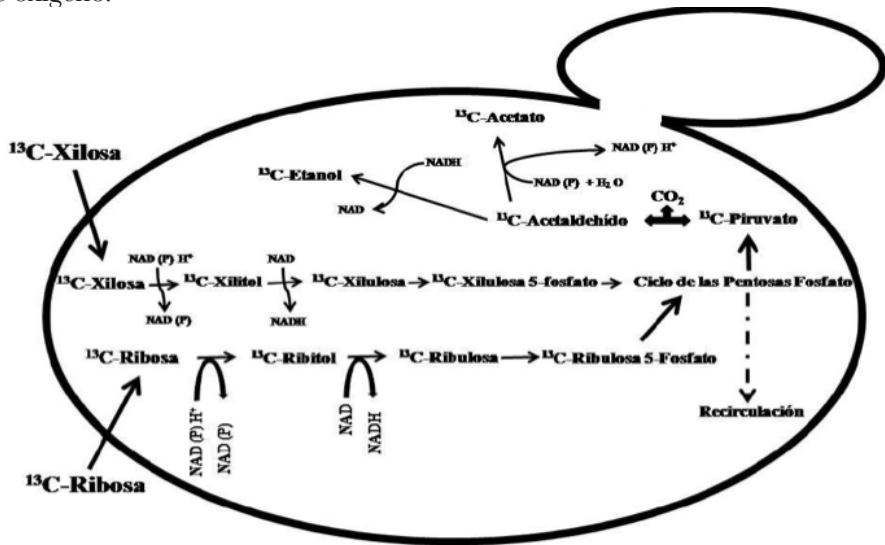 oxígeno.
¹³C-Acetato
¹³C-Xilosa
NADH
NAD (P) H⁺
¹³C-Etanol
NAD (P) + H₂ O
CO₂
NAD
¹³C-Acetaldehído
¹³C-Piruvato
NAD (P) H⁺
NAD
¹³C-Xilosa
¹³C-Xilitol
¹³C-Xilulosa
¹³C-Xilulosa 5-fosfato
Ciclo de las Pentosas Fosfato
NAD (P)
NADH
¹³C-Ribosa
¹³C-Ribitol
¹³C-Ribulosa
¹³C-Ribulosa 5-Fosfato
NAD (P) H⁺
NAD (P)
NAD
NADH
Recirculación
¹³C-Ribosa